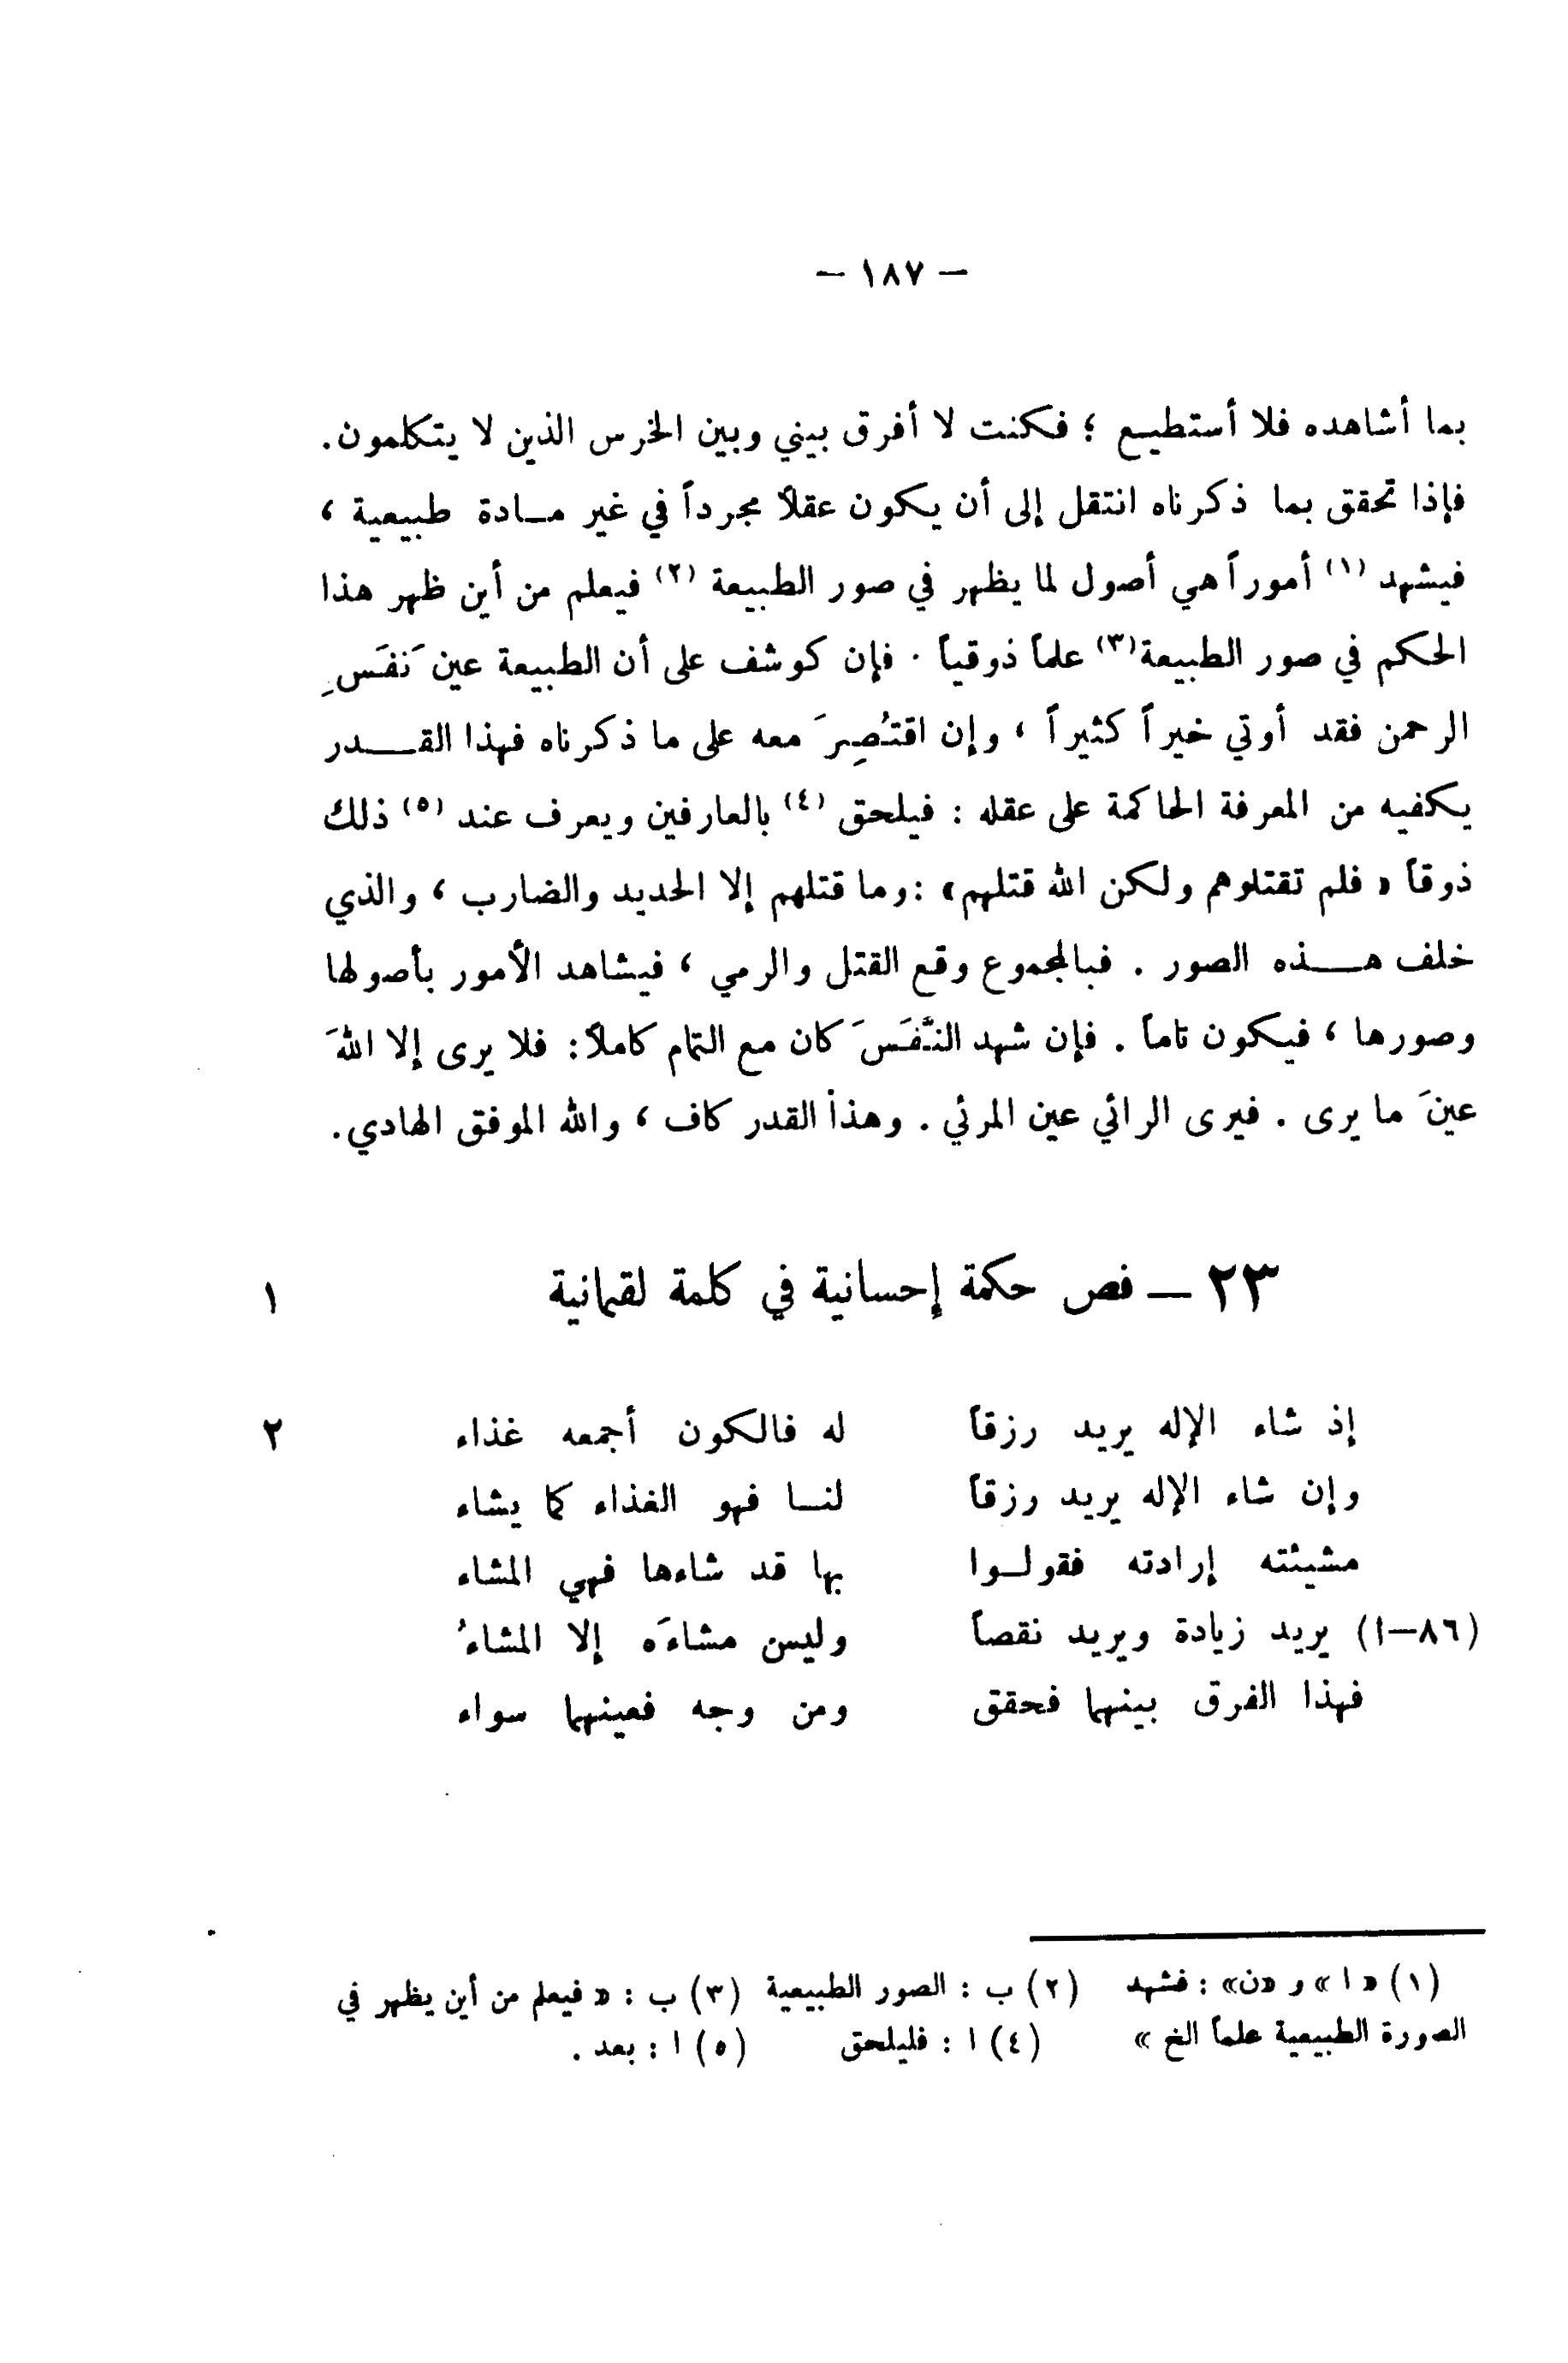 — ١٨٧ —
بما أشاهده فلا أستطيع ؛ فكنت لا أفرق بيني وبين الخرس الذين لا يتكلمون.
فإذا تحقق بما ذكرناه انتقل إلى أن يكون عقلاً مجرداً في غير مادة طبيعية ،
فيشهد (١) أموراً هي أصول لما يظهر في صور الطبيعة (٢) فيعلم من أين ظهر هذا
الحكم في صور الطبيعة(٣) علماً ذوقياً . فإن كوشف على أن الطبيعة عين نَفَسِ
الرحمن فقد أوتي خيراً كثيراً ، وإن اقتُصِرَ معه على ما ذكرناه فهذا القدر
يكفيه من المعرفة الحاكمة على عقله : فيلحق (٤) بالعارفين ويعرف عند (٥) ذلك
ذوقاً « فلم تقتلوهم ولكن الله قتلهم» :وما قتلهم إلا الحديد والضارب ، والذي
خلف هذه الصور . فبالمجموع وقع القتل والرمي ، فيشاهد الأمور بأصولها
وصورها ، فيكون تاماً . فإن شهد النَّفَسَ كان مع التمام كاملاً: فلا يرى إلا اللهَ
عينَ ما يرى . فيرى الرائي عين المرئي . وهذا القدر كاف ، والله الموفق الهادي.
٢٣ — فص حكمة إحسانية في كلمة لقمانية ١
إذ شاء الإله يريد رزقاً له فالكون أجمعه غذاء ٢
وإن شاء الإله يريد رزقاً لنا فهو الغذاء كما يشاء
مشيئته إرادته فقولوا بها قد شاءها فهي المشاء
(٨٦—ا) يريد زيادة ويريد نقصاً وليس مشاءَه إلا المشاءُ
فهذا الفرق بينهما فحقق ومن وجه فعينهما سواء
(١) « ا » و «ن» : فشهد (٢) ب : الصور الطبيعية (٣) ب : « فيعلم من أين يظهر في
الصورة الطبيعية علماً الخ » (٤) ا : فليلحق (٥) ا : بعد .